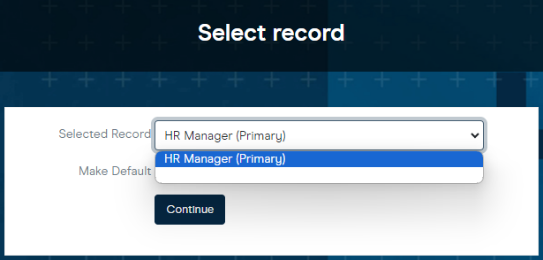 Select record
Selected Record
HR Manager (Primary)
HR Manager (Primary)
Make Default
Continue